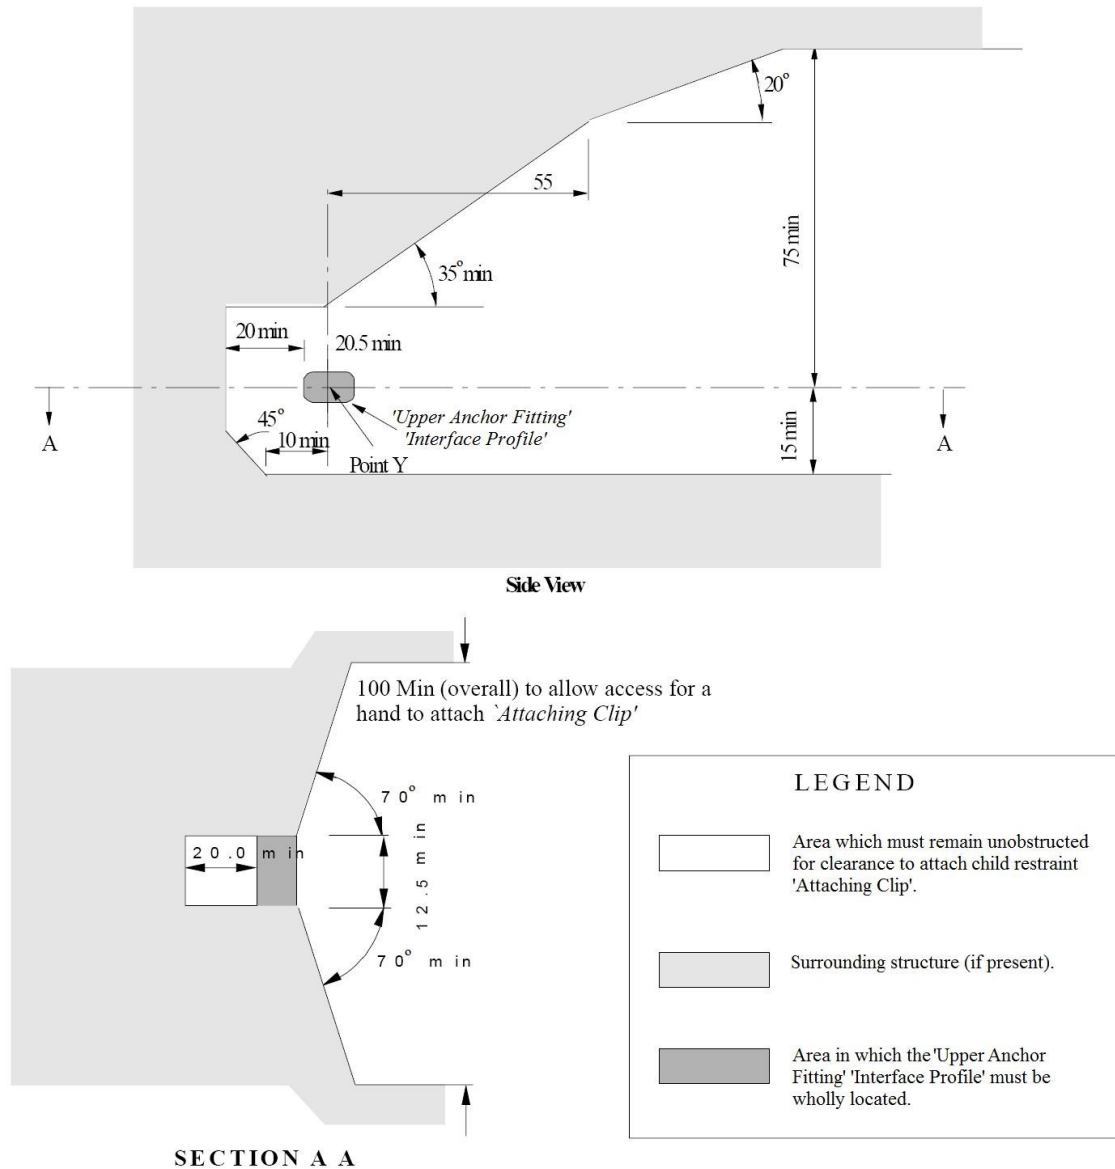 20°
55
75 min
35° min
20 min
20.5 min
45°
10 min
'Upper Anchor Fitting'
'Interface Profile'
Point Y
15 min
A
A
Side View
100 Min (overall) to allow access for a
hand to attach `Attaching Clip'
70° min
20.0 min
12.5 min
70° min
SECTION A A
LEGEND
Area which must remain unobstructed
for clearance to attach child restraint
'Attaching Clip'.
Surrounding structure (if present).
Area in which the 'Upper Anchor
Fitting' 'Interface Profile' must be
wholly located.